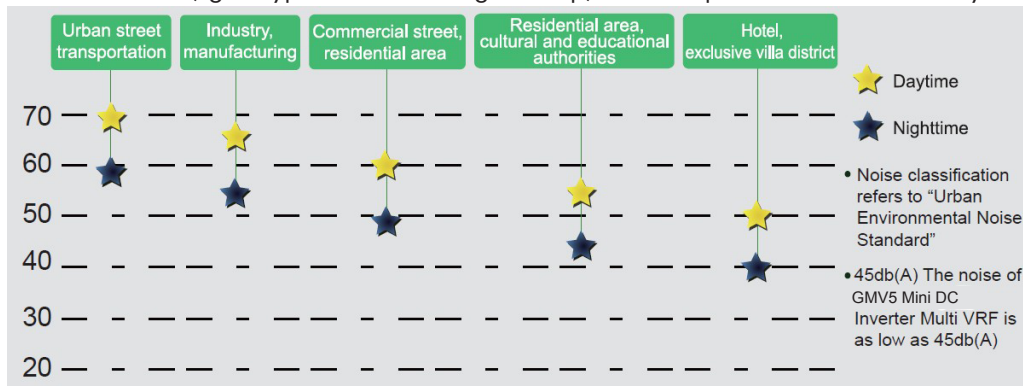 Urban street
transportation
Industry,
manufacturing
Commercial street,
residential area
Residential area,
cultural and educational
authorities
Hotel,
exclusive villa district
Daytime
Nighttime
70
60
50
40
30
20
• Noise classification
refers to “Urban
Environmental Noise
Standard”
• 45db(A) The noise of
GMV5 Mini DC
Inverter Multi VRF is
as low as 45db(A)